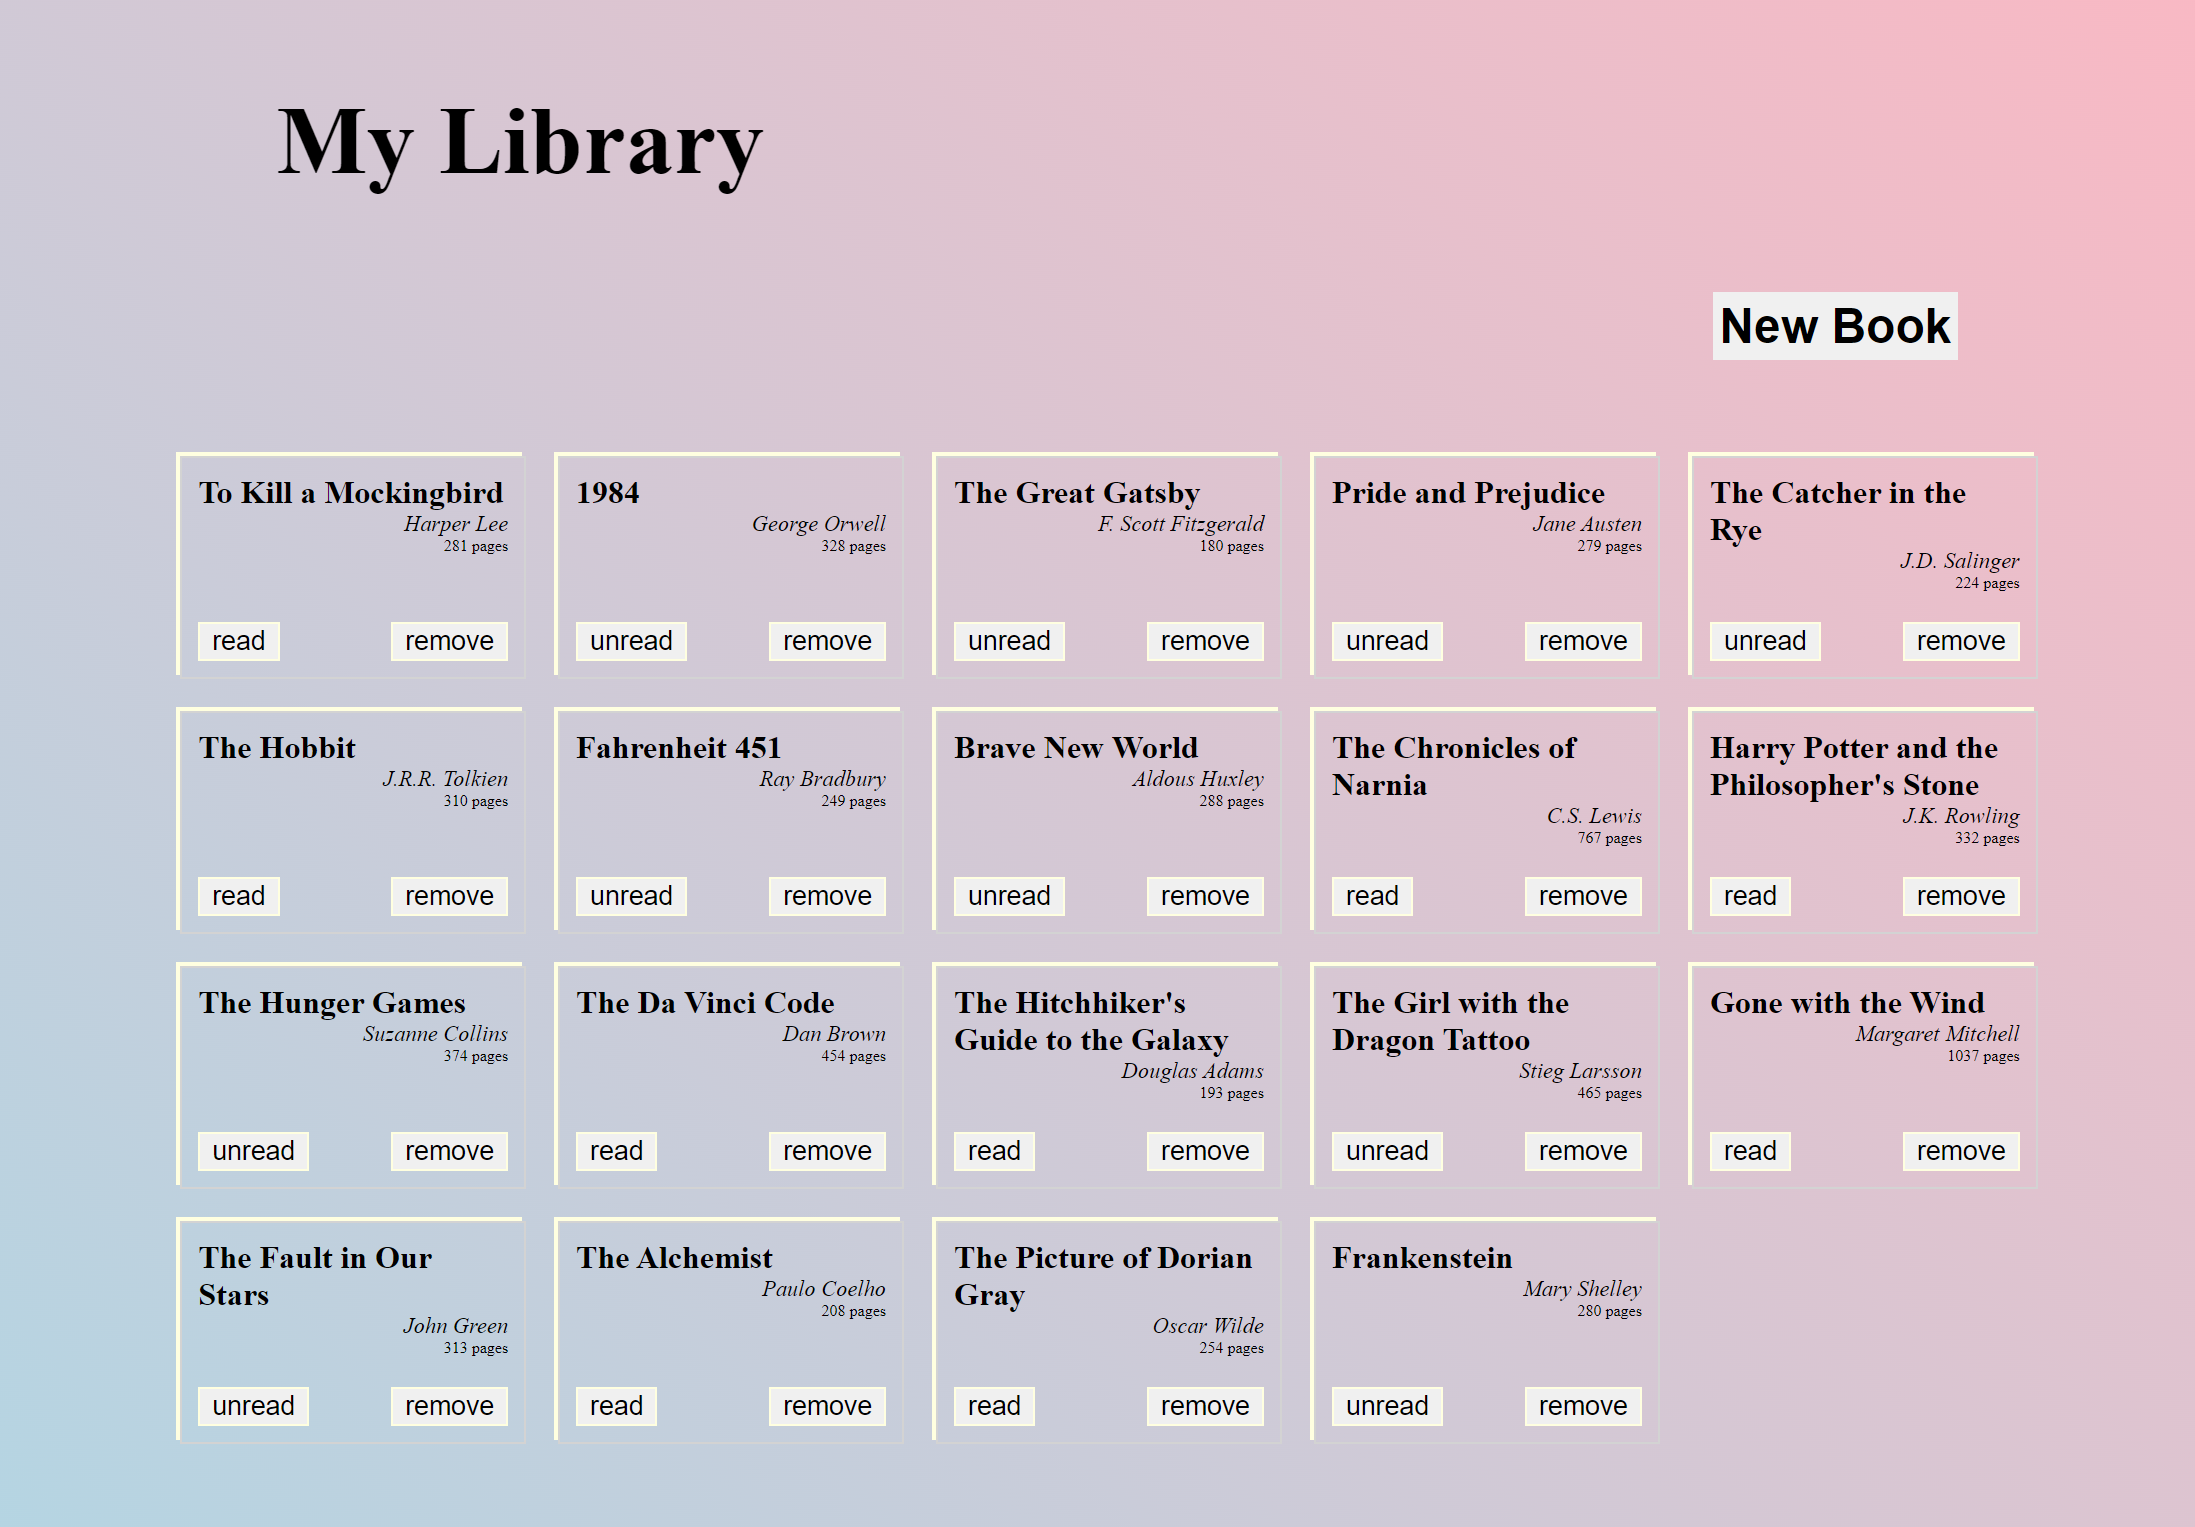 My Library
New Book
To Kill a Mockingbird
Harper Lee
281 pages
read
remove
1984
George Orwell
328 pages
unread
remove
The Great Gatsby
F. Scott Fitzgerald
180 pages
unread
remove
Pride and Prejudice
Jane Austen
279 pages
unread
remove
The Catcher in the
Rye
J.D. Salinger
224 pages
unread
remove
The Hobbit
J.R.R. Tolkien
310 pages
read
remove
Fahrenheit 451
Ray Bradbury
249 pages
unread
remove
Brave New World
Aldous Huxley
288 pages
unread
remove
The Chronicles of
Narnia
C.S. Lewis
767 pages
read
remove
Harry Potter and the
Philosopher's Stone
J.K. Rowling
332 pages
read
remove
The Hunger Games
Suzanne Collins
374 pages
unread
remove
The Da Vinci Code
Dan Brown
454 pages
read
remove
The Hitchhiker's
Guide to the Galaxy
Douglas Adams
193 pages
read
remove
The Girl with the
Dragon Tattoo
Stieg Larsson
465 pages
unread
remove
Gone with the Wind
Margaret Mitchell
1037 pages
read
remove
The Fault in Our
Stars
John Green
313 pages
unread
remove
The Alchemist
Paulo Coelho
208 pages
read
remove
The Picture of Dorian
Gray
Oscar Wilde
254 pages
read
remove
Frankenstein
Mary Shelley
280 pages
unread
remove